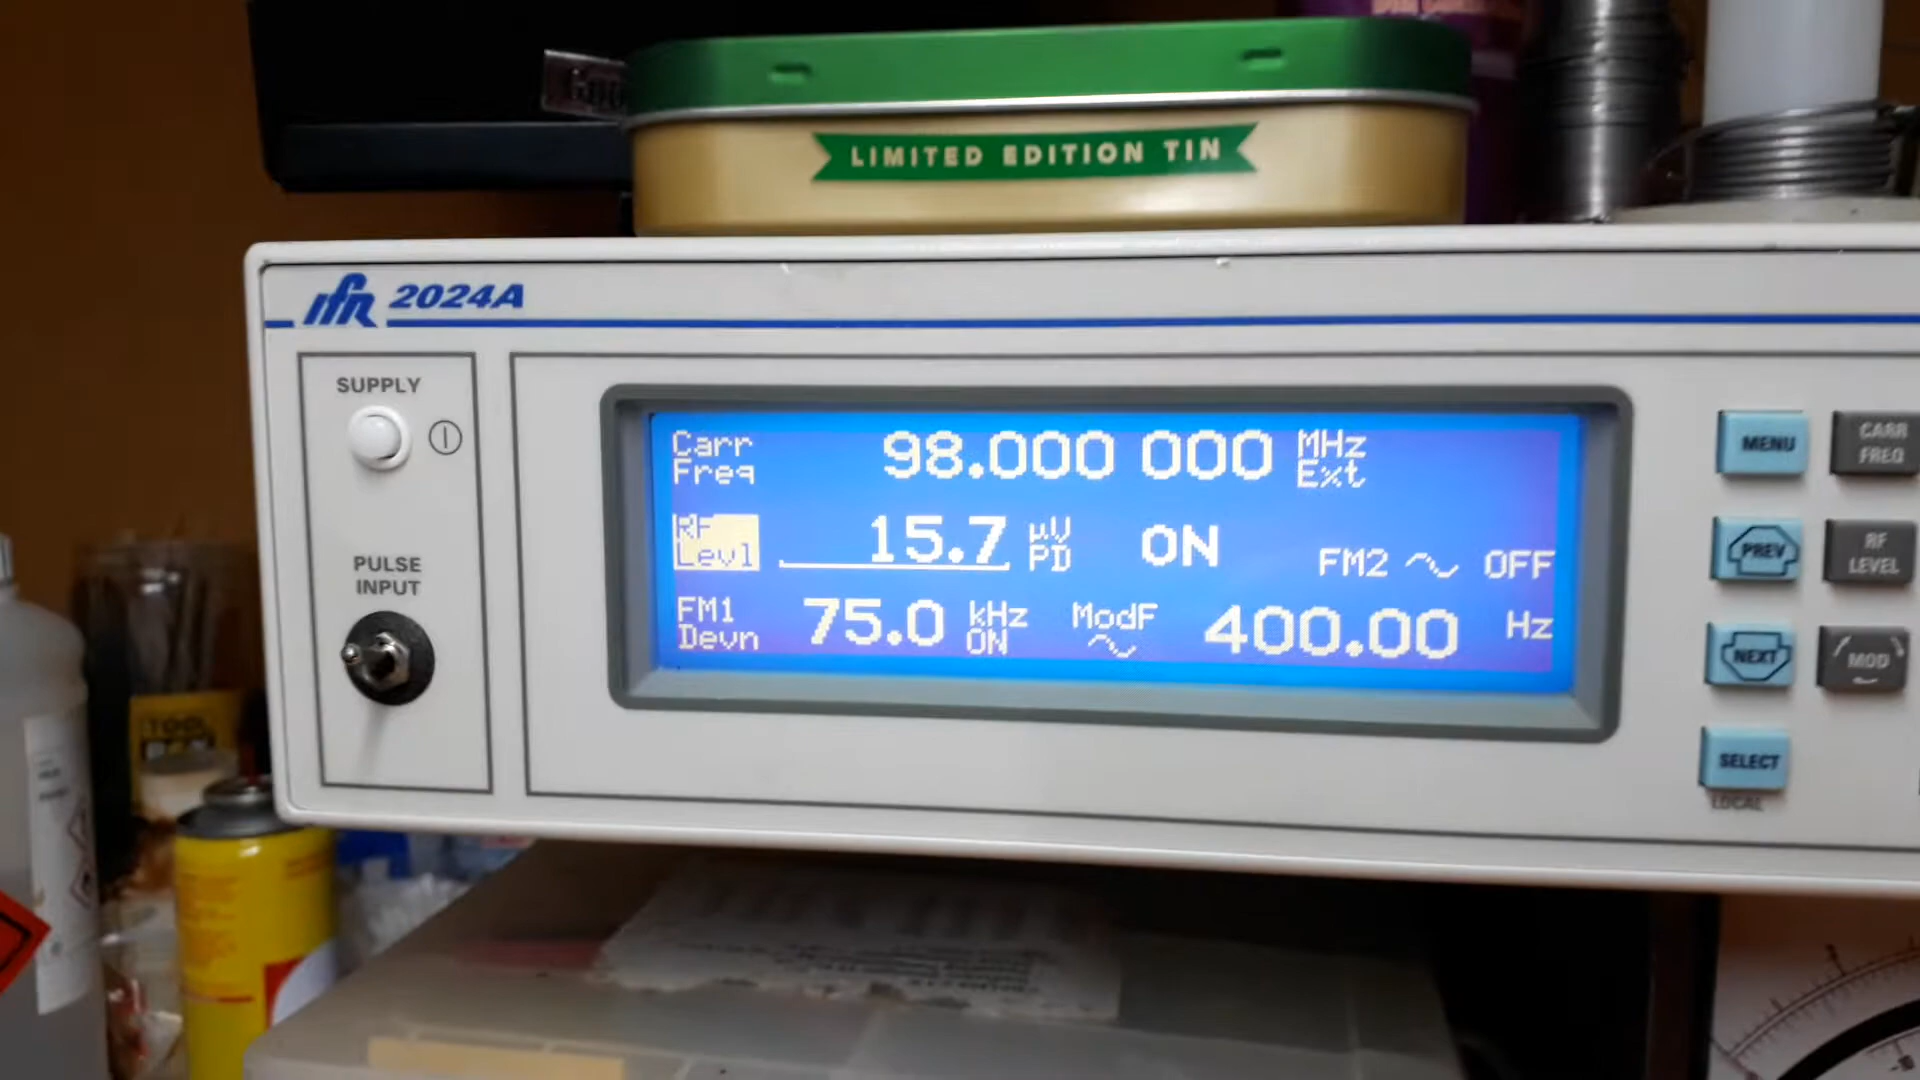 LIMITED EDITION TIN
ifr 2024A
SUPPLY
PULSE
INPUT
Carr
Freq
98.000 000
MHz
Ext
RF
Levl
15.7
µV
PD
ON
FM2
OFF
FM1
Devn
75.0
kHz
ON
ModF
400.00
Hz
MENU
CARR
FREQ
PREV
RF
LEVEL
NEXT
MOD
SELECT
LOCAL
TOOL